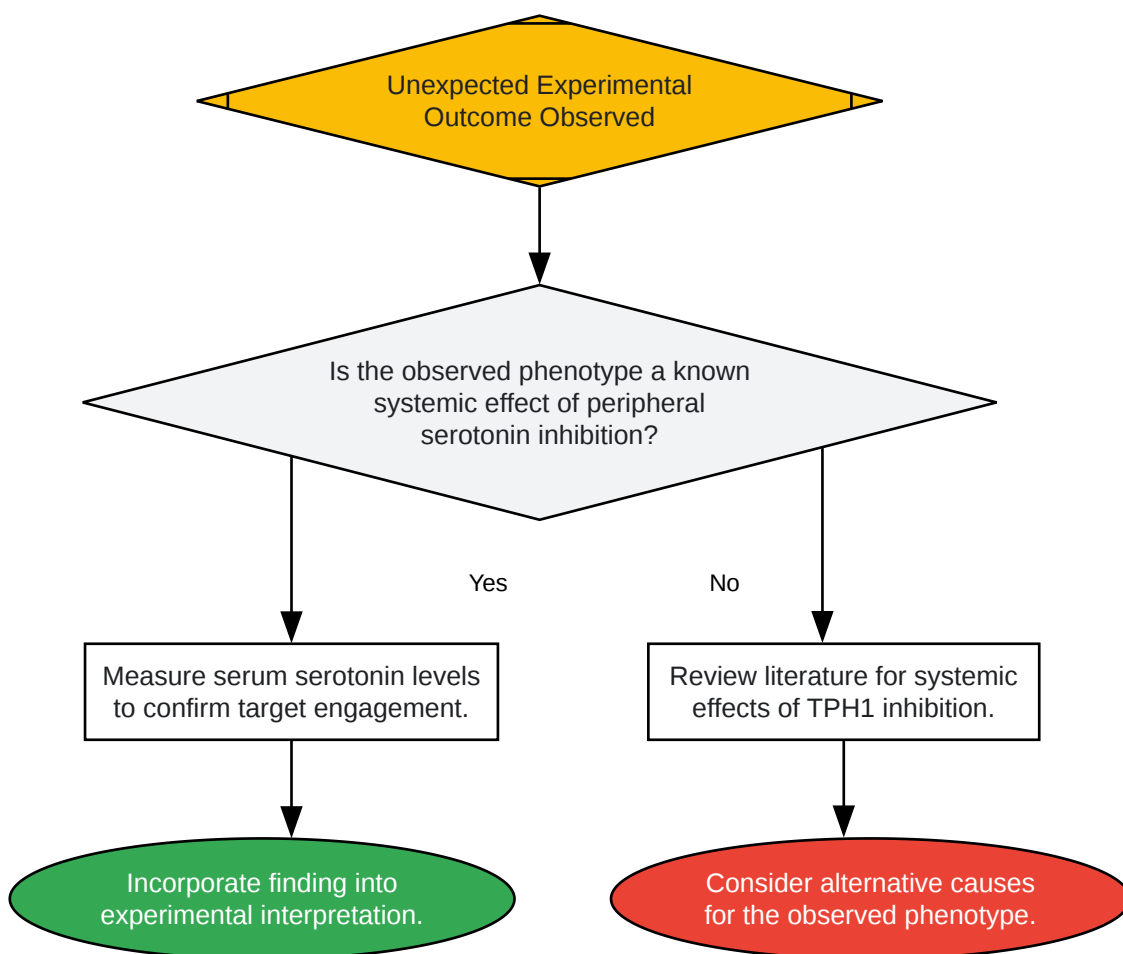 Unexpected Experimental
Outcome Observed
Is the observed phenotype a known
systemic effect of peripheral
serotonin inhibition?
Yes
No
Measure serum serotonin levels
to confirm target engagement.
Review literature for systemic
effects of TPH1 inhibition.
Incorporate finding into
experimental interpretation.
Consider alternative causes
for the observed phenotype.